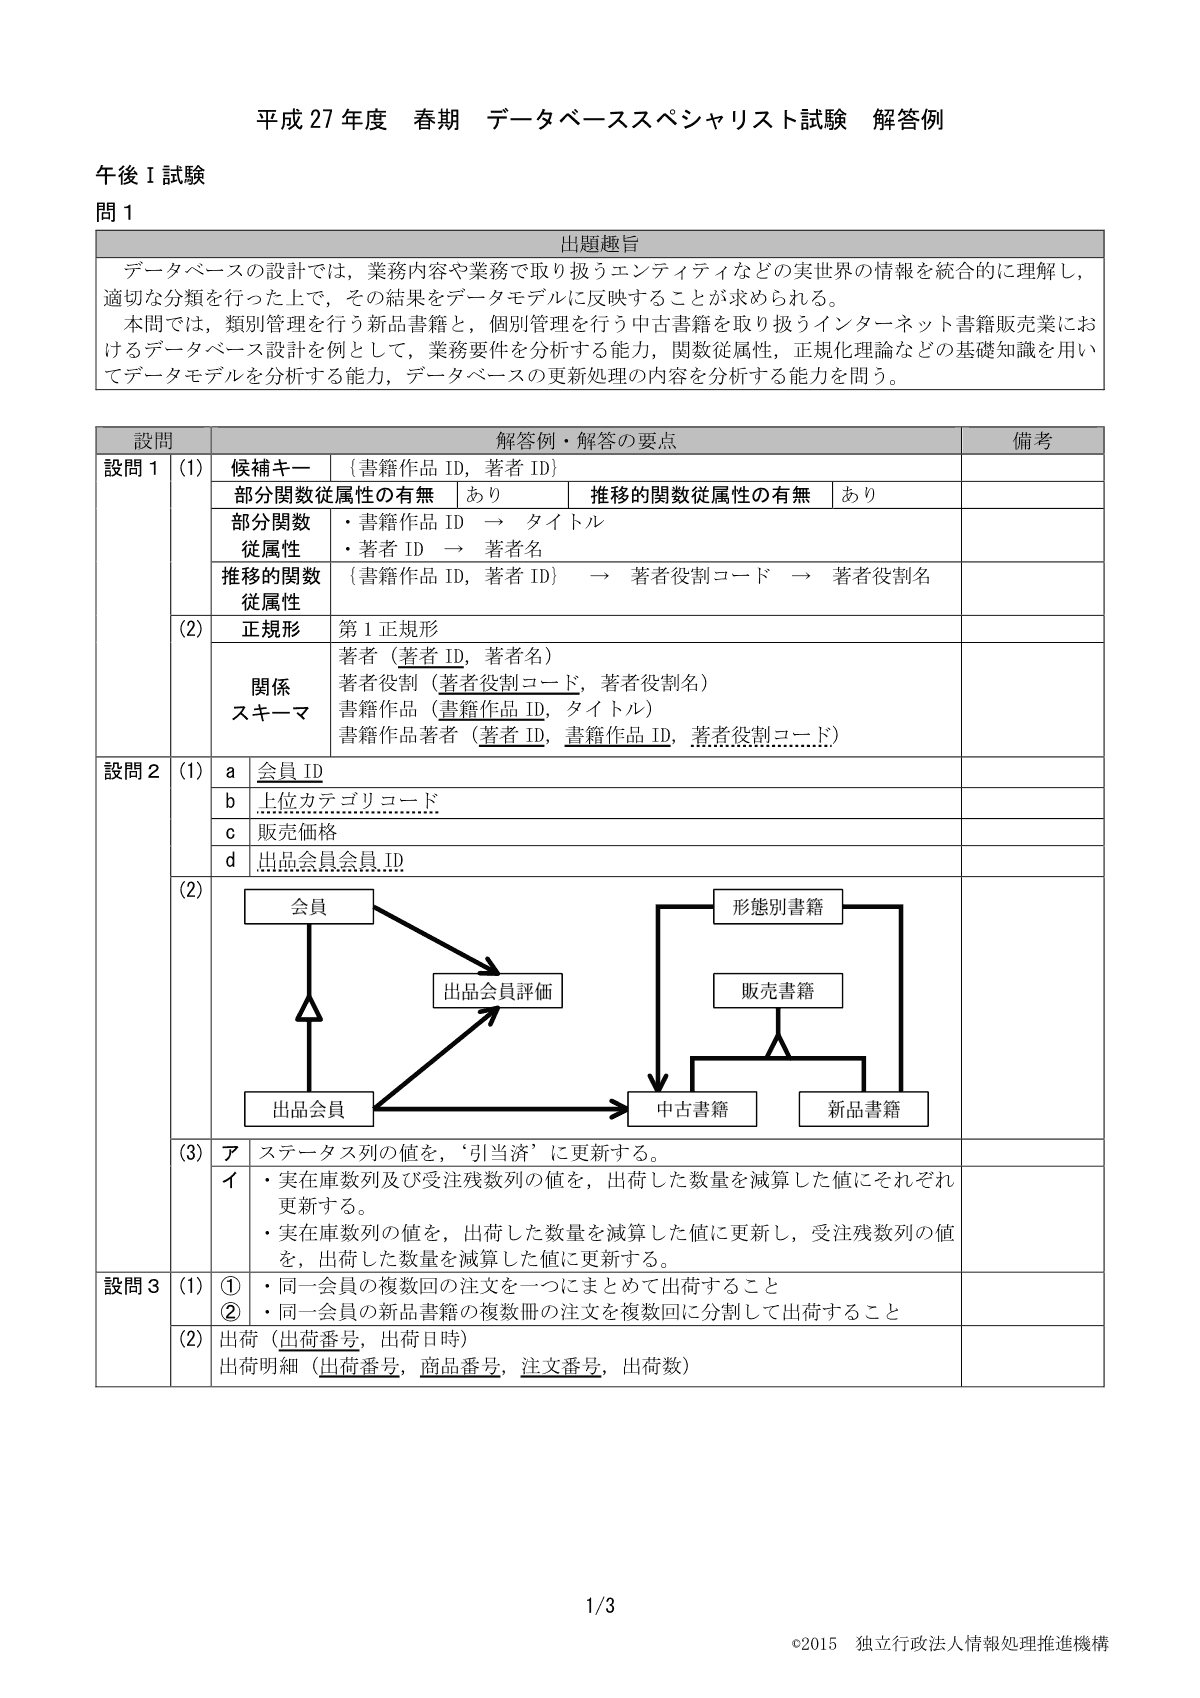 平成 27 年度　春期　データベーススペシャリスト試験　解答例
午後Ⅰ試験
問１
出題趣旨
データベースの設計では，業務内容や業務で取り扱うエンティティなどの実世界の情報を統合的に理解し，
適切な分類を行った上で，その結果をデータモデルに反映することが求められる。
本問では，類別管理を行う新品書籍と，個別管理を行う中古書籍を取り扱うインターネット書籍販売業にお
けるデータベース設計を例として，業務要件を分析する能力，関数従属性，正規化理論などの基礎知識を用い
てデータモデルを分析する能力，データベースの更新処理の内容を分析する能力を問う。
設問　解答例・解答の要点　備考
設問１ (1) 候補キー ｛書籍作品 ID，著者 ID｝
部分関数従属性の有無 あり 推移的関数従属性の有無 あり
部分関数
従属性
・書籍作品 ID　→　タイトル
・著者 ID　→　著者名
推移的関数
従属性
｛書籍作品 ID，著者 ID｝　→　著者役割コード　→　著者役割名
(2) 正規形 第１正規形
関係
スキーマ
著者（著者 ID，著者名）
著者役割（著者役割コード，著者役割名）
書籍作品（書籍作品 ID，タイトル）
書籍作品著者（著者 ID，書籍作品 ID，著者役割コード）
設問２ (1) a 会員 ID
b 上位カテゴリコード
c 販売価格
d 出品会員会員 ID
(2)
会員　形態別書籍
出品会員評価　販売書籍
出品会員　中古書籍　新品書籍
(3) ア ステータス列の値を，‘引当済’に更新する。
イ ・実在庫数列及び受注残数列の値を，出荷した数量を減算した値にそれぞれ
更新する。
・実在庫数列の値を，出荷した数量を減算した値に更新し，受注残数列の値
を，出荷した数量を減算した値に更新する。
設問３ (1) ① ・同一会員の複数回の注文を一つにまとめて出荷すること
② ・同一会員の新品書籍の複数冊の注文を複数回に分割して出荷すること
(2) 出荷（出荷番号，出荷日時）
出荷明細（出荷番号，商品番号，注文番号，出荷数）
1/3
©2015　独立行政法人情報処理推進機構